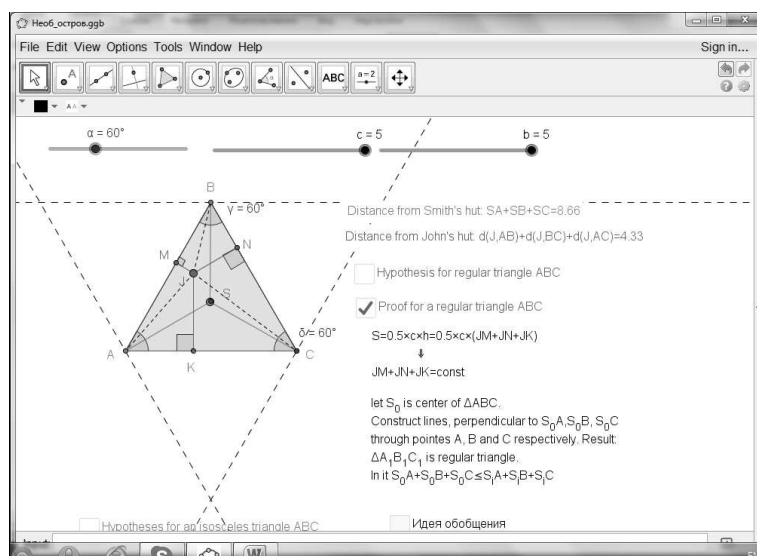 Необ_остров.ggb
File Edit View Options Tools Window Help
Sign in...
ABC
a=2
α = 60°
c = 5
b = 5
B
γ = 60°
Distance from Smith's hut: SA+SB+SC=8.66
Distance from John's hut: d(J,AB)+d(J,BC)+d(J,AC)=4.33
N
M
J
Hypothesis for regular triangle ABC
S
Proof for a regular triangle ABC
δ = 60°
S=0.5×c×h=0.5×c×(JM+JN+JK)
A
K
C
JM+JN+JK=const
let S₀ is center of ΔABC.
Construct lines, perpendicular to S₀A,S₀B, S₀C
through pointes A, B and C respectively. Result:
ΔA₁B₁C₁ is regular triangle.
In it S₀A+S₀B+S₀C≤SᵢA+SᵢB+SᵢC
Hypotheses for an isosceles triangle ABC
Идея обобщения